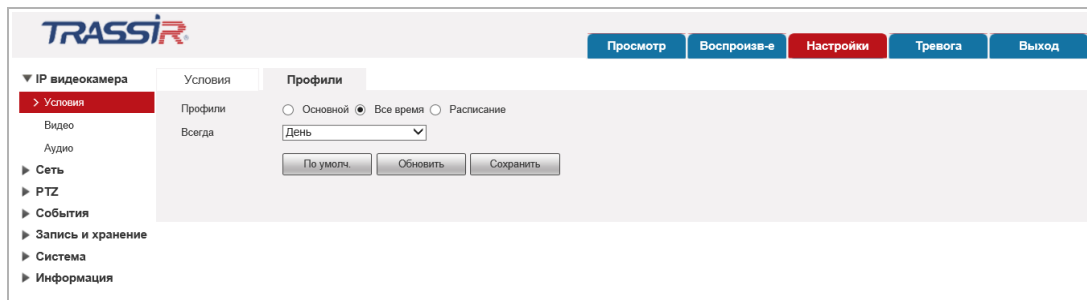 TRASSIR
Просмотр Воспроизв-е Настройки Тревога Выход
IP видеокамера
Условия
Видео
Аудио
Сеть
PTZ
События
Запись и хранение
Система
Информация
Условия Профили
Профили Основной Все время Расписание
Всегда День
По умолч. Обновить Сохранить